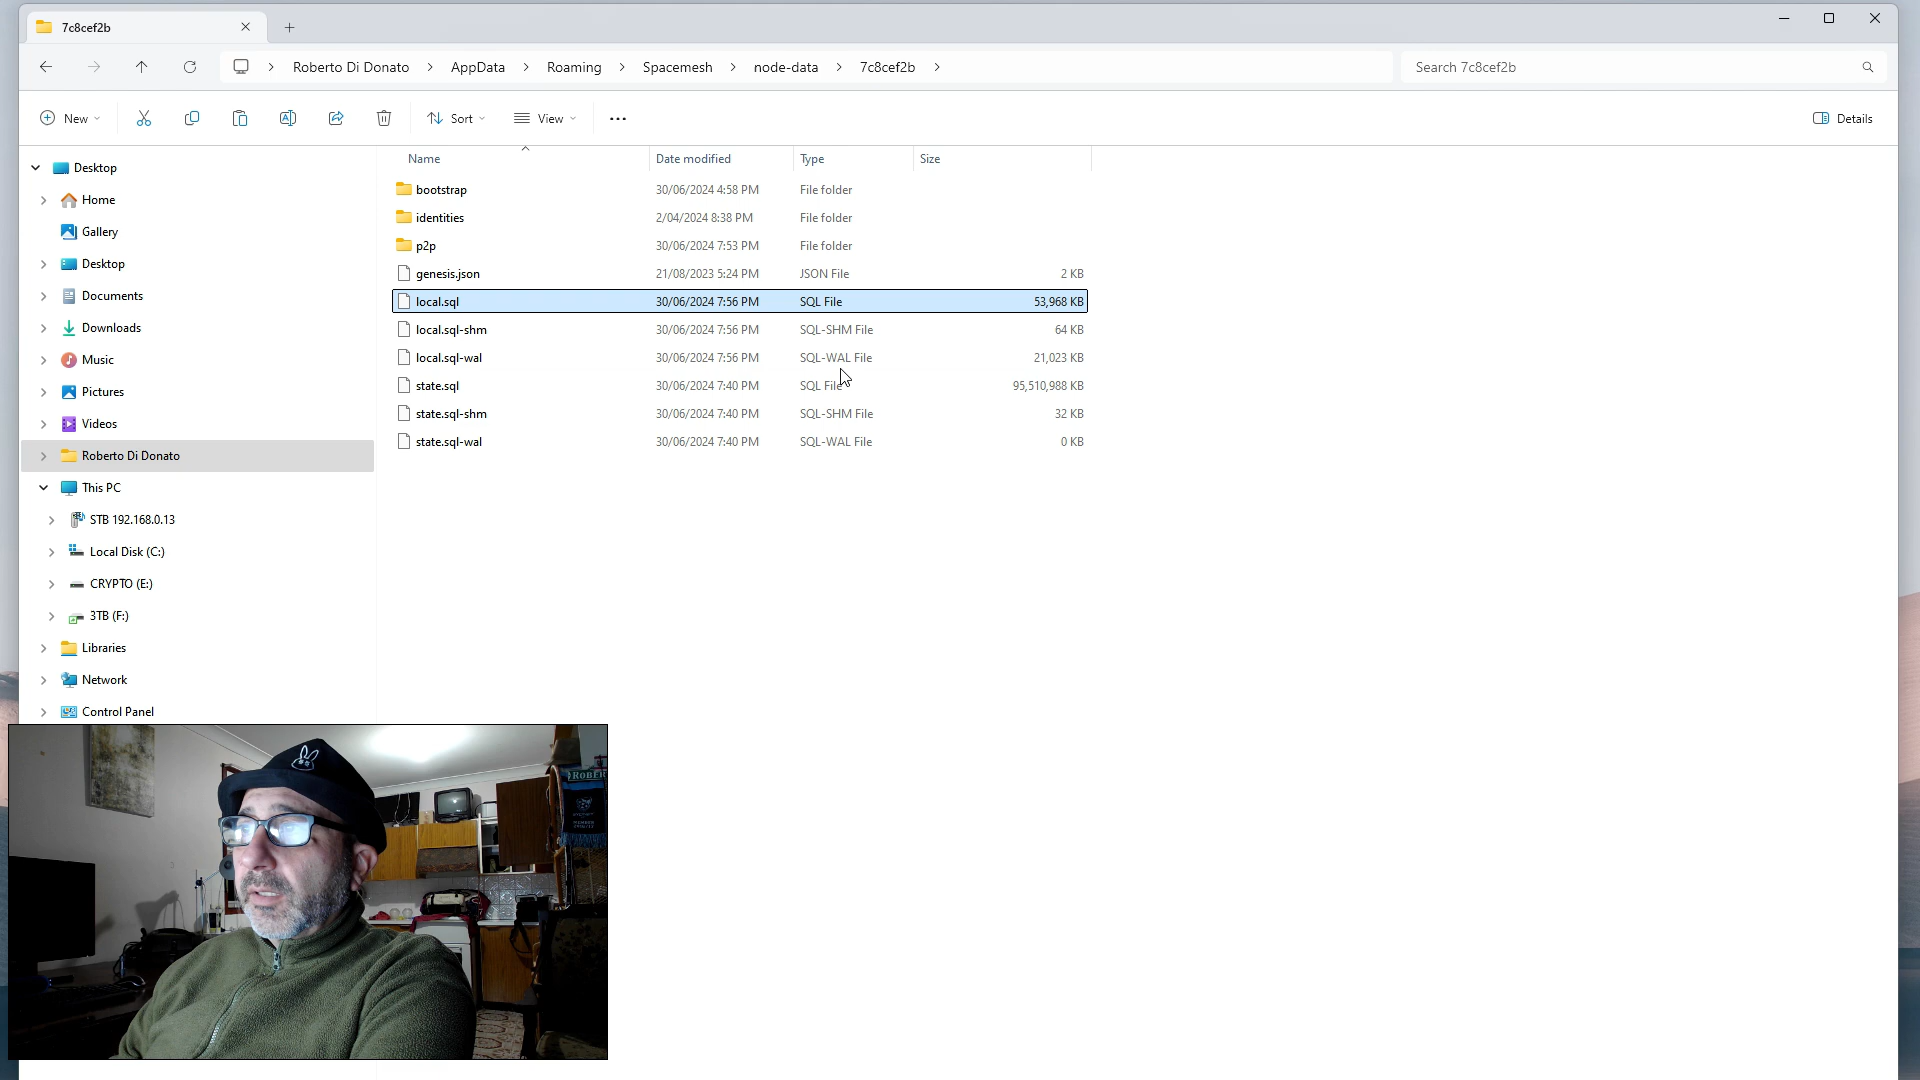 7c8cef2b
Roberto Di Donato > AppData > Roaming > Spacemesh > node-data > 7c8cef2b >
Search 7c8cef2b
New
Sort
View
Details
Name Date modified Type Size
bootstrap 30/06/2024 4:58 PM File folder
identities 2/04/2024 8:38 PM File folder
p2p 30/06/2024 7:53 PM File folder
genesis.json 21/08/2023 5:24 PM JSON File 2 KB
local.sql 30/06/2024 7:56 PM SQL File 53,968 KB
local.sql-shm 30/06/2024 7:56 PM SQL-SHM File 64 KB
local.sql-wal 30/06/2024 7:56 PM SQL-WAL File 21,023 KB
state.sql 30/06/2024 7:40 PM SQL File 95,510,988 KB
state.sql-shm 30/06/2024 7:40 PM SQL-SHM File 32 KB
state.sql-wal 30/06/2024 7:40 PM SQL-WAL File 0 KB
Desktop
Home
Gallery
Desktop
Documents
Downloads
Music
Pictures
Videos
Roberto Di Donato
This PC
STB 192.168.0.13
Local Disk (C:)
CRYPTO (E:)
3TB (F:)
Libraries
Network
Control Panel
ROBER